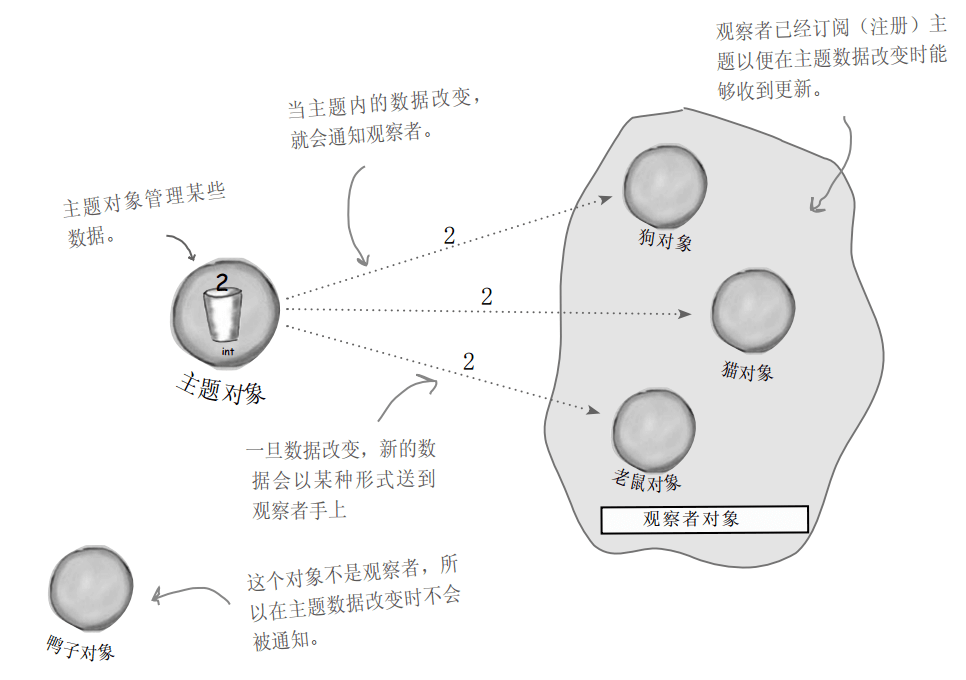 观察者已经订阅（注册）主
题以便在主题数据改变时能
够收到更新。
当主题内的数据改变，
就会通知观察者。
主题对象管理某些
数据。
2
int
主题对象
2
2
2
狗对象
猫对象
老鼠对象
观察者对象
一旦数据改变，新的数
据会以某种形式送到
观察者手上
这个对象不是观察者，所
以在主题数据改变时不会
被通知。
鸭子对象